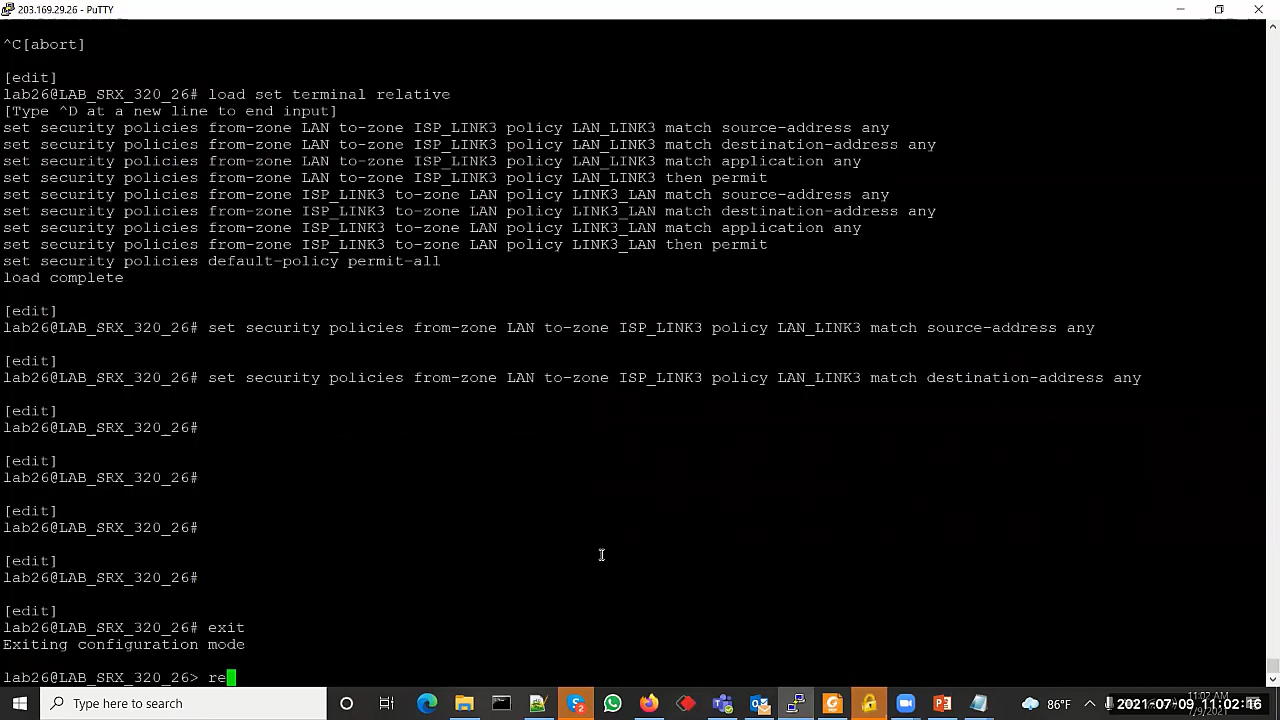 203.169.29.26 - PuTTY
^C[abort]
[edit]
lab26@LAB_SRX_320_26# load set terminal relative
[Type ^D at a new line to end input]
set security policies from-zone LAN to-zone ISP_LINK3 policy LAN_LINK3 match source-address any
set security policies from-zone LAN to-zone ISP_LINK3 policy LAN_LINK3 match destination-address any
set security policies from-zone LAN to-zone ISP_LINK3 policy LAN_LINK3 match application any
set security policies from-zone LAN to-zone ISP_LINK3 policy LAN_LINK3 then permit
set security policies from-zone ISP_LINK3 to-zone LAN policy LINK3_LAN match source-address any
set security policies from-zone ISP_LINK3 to-zone LAN policy LINK3_LAN match destination-address any
set security policies from-zone ISP_LINK3 to-zone LAN policy LINK3_LAN match application any
set security policies from-zone ISP_LINK3 to-zone LAN policy LINK3_LAN then permit
set security policies default-policy permit-all
load complete
[edit]
lab26@LAB_SRX_320_26# set security policies from-zone LAN to-zone ISP_LINK3 policy LAN_LINK3 match source-address any
[edit]
lab26@LAB_SRX_320_26# set security policies from-zone LAN to-zone ISP_LINK3 policy LAN_LINK3 match destination-address any
[edit]
lab26@LAB_SRX_320_26#
[edit]
lab26@LAB_SRX_320_26#
[edit]
lab26@LAB_SRX_320_26#
[edit]
lab26@LAB_SRX_320_26#
[edit]
lab26@LAB_SRX_320_26# exit
Exiting configuration mode
lab26@LAB_SRX_320_26> re
Type here to search
86°F
11:02 AM
2021-07-09 11:02:16